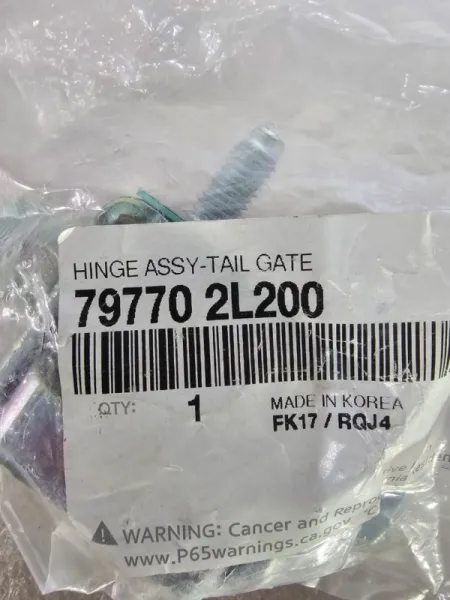 HINGE ASSY-TAIL GATE
79770 2L200
QTY: 1
MADE IN KOREA
FK17 / RQJ4
WARNING: Cancer and Repro
www.P65warnings.ca.gov